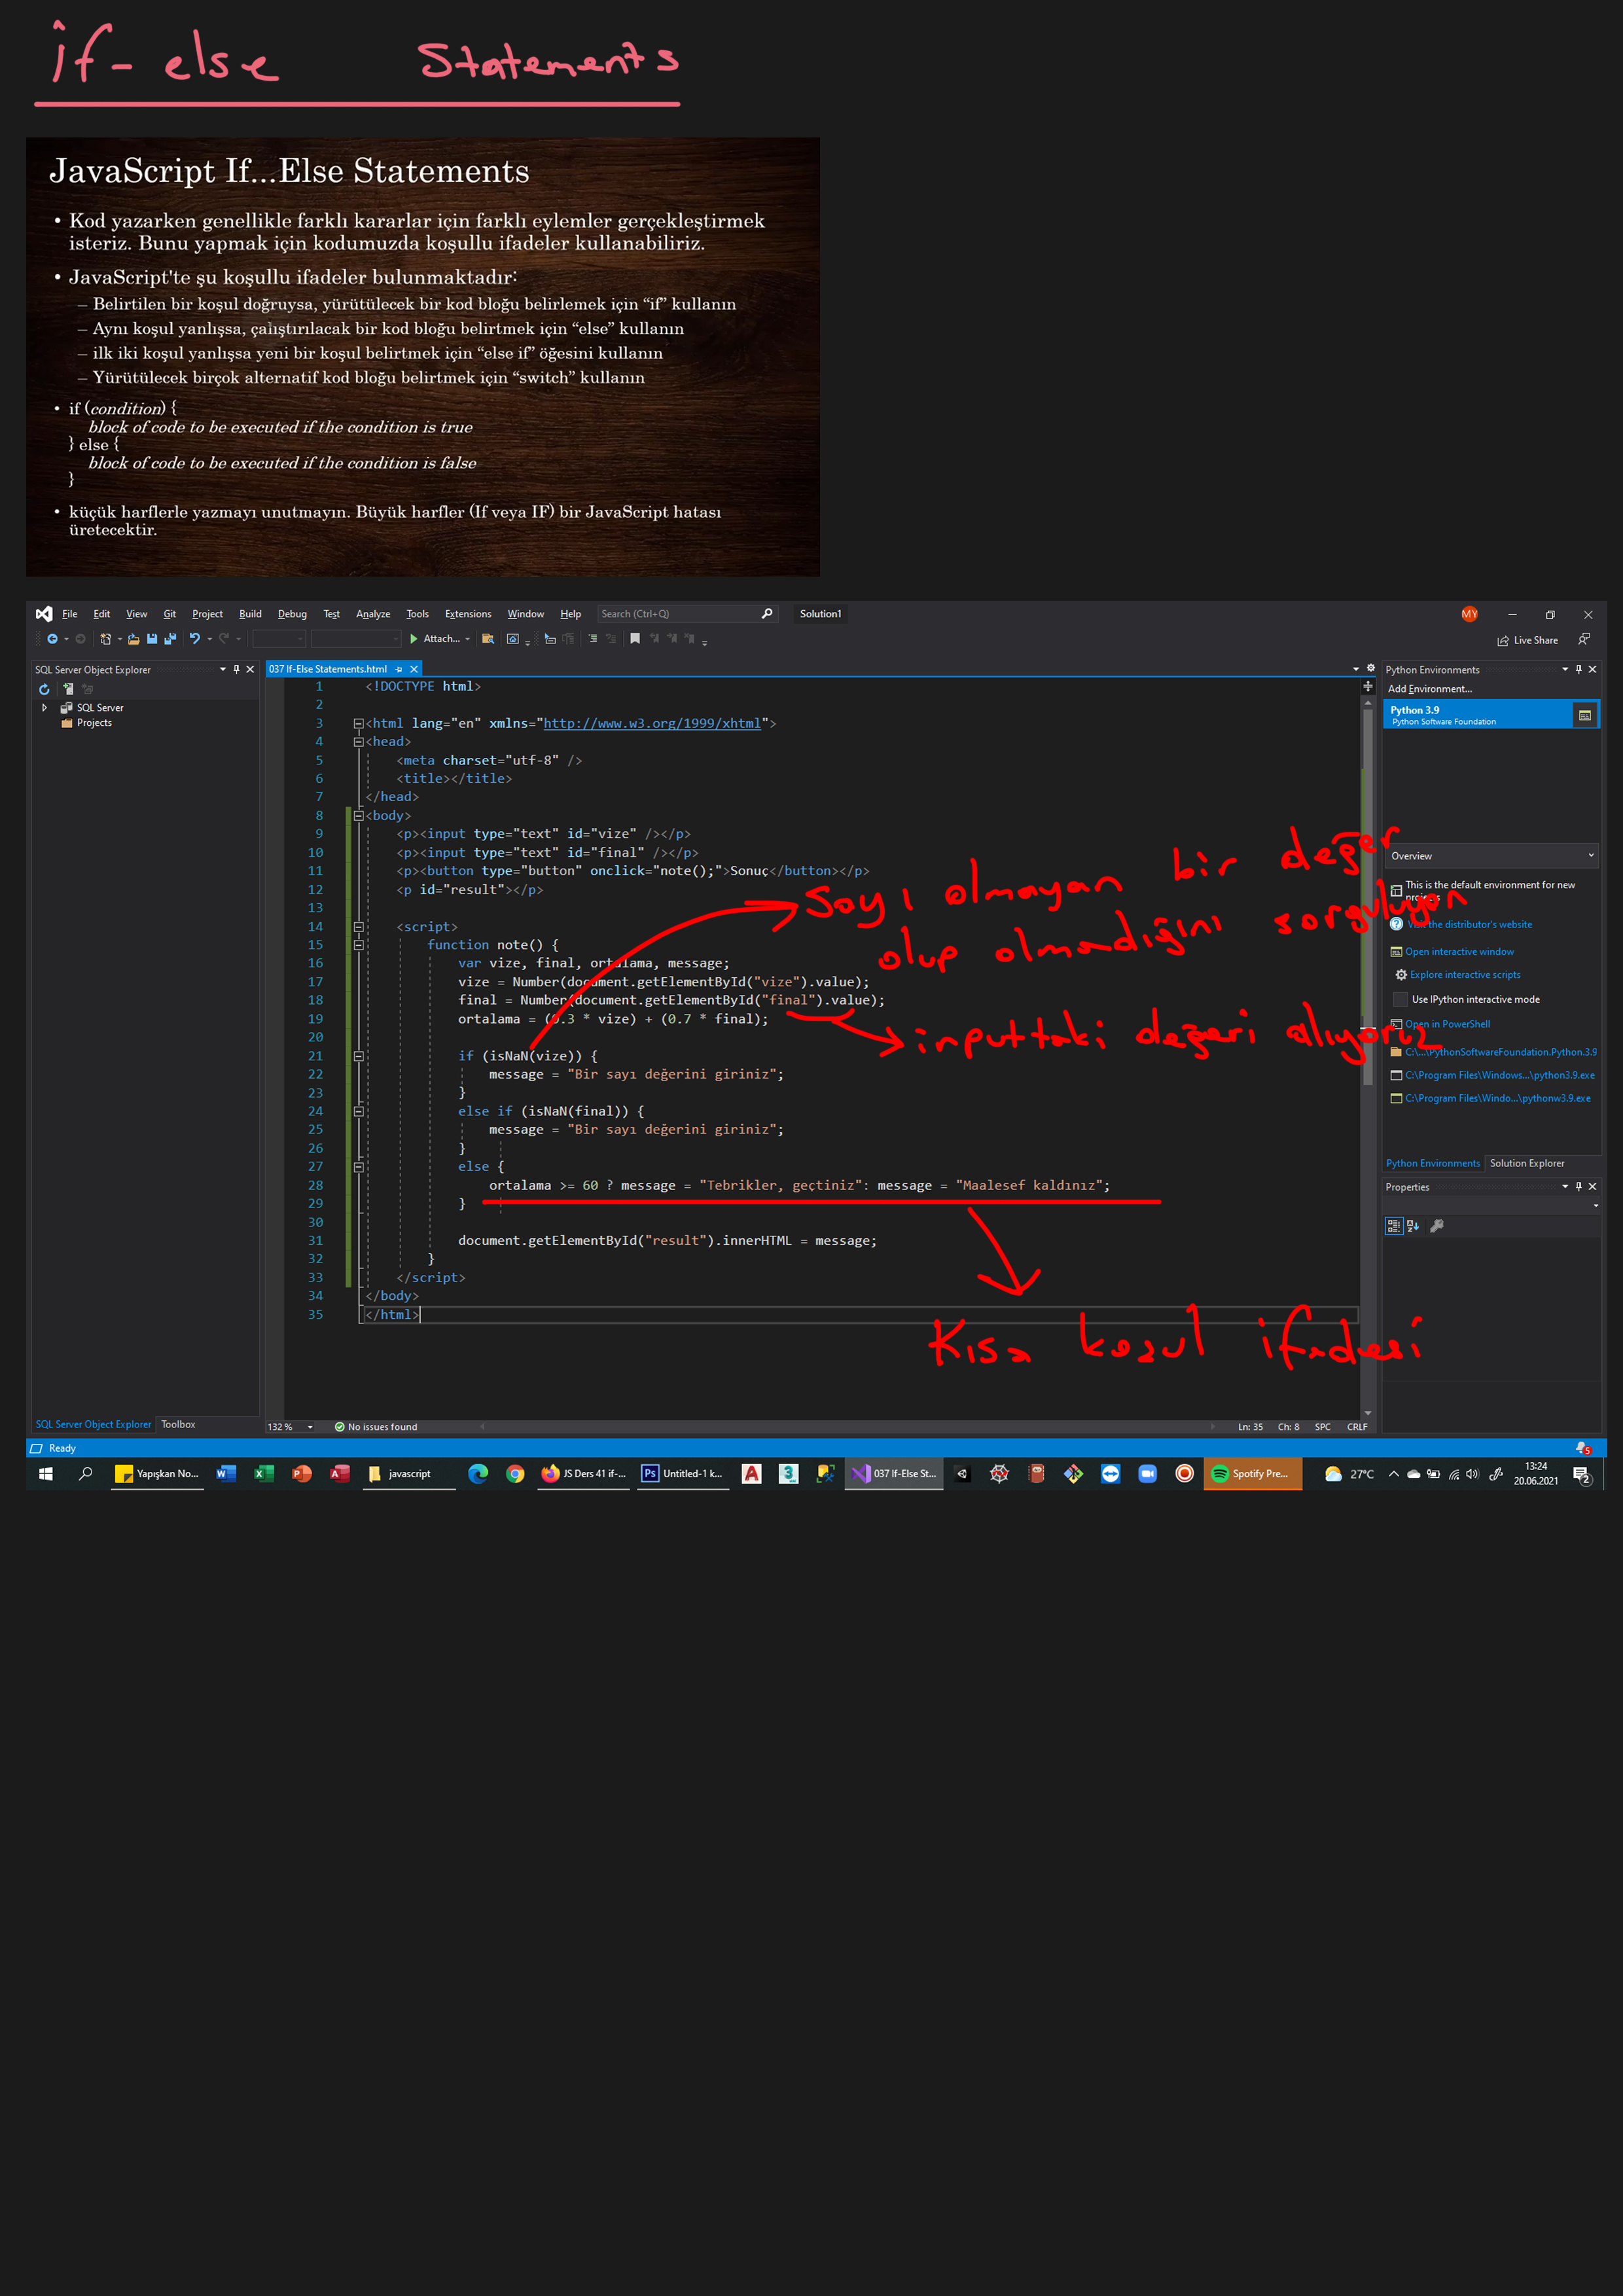 if- else Statements
JavaScript If...Else Statements
• Kod yazarken genellikle farklı kararlar için farklı eylemler gerçekleştirmek
isteriz. Bunu yapmak için kodumuzda koşullu ifadeler kullanabiliriz.
• JavaScript'te şu koşullu ifadeler bulunmaktadır:
– Belirtilen bir koşul doğruysa, yürütülecek bir kod bloğu belirlemek için “if” kullanın
– Aynı koşul yanlışsa, çalıştırılacak bir kod bloğu belirtmek için “else” kullanın
– ilk iki koşul yanlışsa yeni bir koşul belirtmek için “else if” öğesini kullanın
– Yürütülecek birçok alternatif kod bloğu belirtmek için “switch” kullanın
• if (condition) {
block of code to be executed if the condition is true
} else {
block of code to be executed if the condition is false
}
• küçük harflerle yazmayı unutmayın. Büyük harfler (If veya IF) bir JavaScript hatası
üretecektir.
File Edit View Git Project Build Debug Test Analyze Tools Extensions Window Help Search (Ctrl+Q) Solution1 MY
Attach... Live Share
SQL Server Object Explorer
SQL Server
Projects
037 If-Else Statements.html
1 <!DOCTYPE html>
2
3 <html lang="en" xmlns="http://www.w3.org/1999/xhtml">
4 <head>
5 <meta charset="utf-8" />
6 <title></title>
7 </head>
8 <body>
9 <p><input type="text" id="vize" /></p>
10 <p><input type="text" id="final" /></p>
11 <p><button type="button" onclick="note();">Sonuç</button></p>
12 <p id="result"></p>
13
14 <script>
15 function note() {
16 var vize, final, ortalama, message;
17 vize = Number(document.getElementById("vize").value);
18 final = Number(document.getElementById("final").value);
19 ortalama = (0.3 * vize) + (0.7 * final);
20
21 if (isNaN(vize)) {
22 message = "Bir sayı değerini giriniz";
23 }
24 else if (isNaN(final)) {
25 message = "Bir sayı değerini giriniz";
26 }
27 else {
28 ortalama >= 60 ? message = "Tebrikler, geçtiniz": message = "Maalesef kaldınız";
29 }
30
31 document.getElementById("result").innerHTML = message;
32 }
33 </script>
34 </body>
35 </html>
Sayı olmayan bir değer
olup olmadığını sorguluyor
inputtaki değeri alıyoruz
Kısa koşul ifadesi
Python Environments
Add Environment...
Python 3.9
Python Software Foundation
Overview
This is the default environment for new
projects
Visit the distributor's website
Open interactive window
Explore interactive scripts
Use IPython interactive mode
Open in PowerShell
C:\...\PythonSoftwareFoundation.Python.3.9
C:\Program Files\Windows...\python3.9.exe
C:\Program Files\Windo...\pythonw3.9.exe
Python Environments Solution Explorer
Properties
SQL Server Object Explorer Toolbox
132 % No issues found Ln: 35 Ch: 8 SPC CRLF
Ready 5
Yapışkan No... javascript JS Ders 41 if-... Untitled-1 k... 037 If-Else St... Spotify Pre... 27°C 13:24
20.06.2021 2